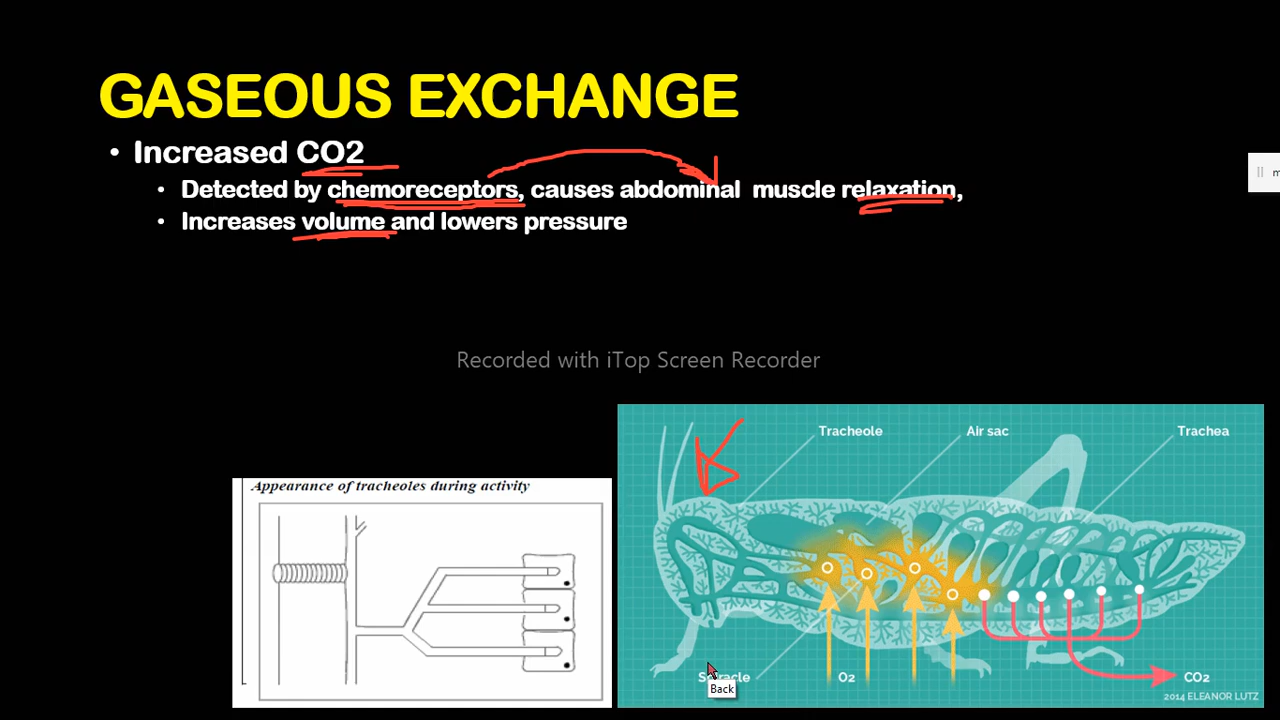 GASEOUS EXCHANGE
• Increased CO2
• Detected by chemoreceptors, causes abdominal muscle relaxation,
• Increases volume and lowers pressure
Recorded with iTop Screen Recorder
Tracheole
Air sac
Trachea
Appearance of tracheoles during activity
O2
CO2
Back
2014 ELEANOR LUTZ